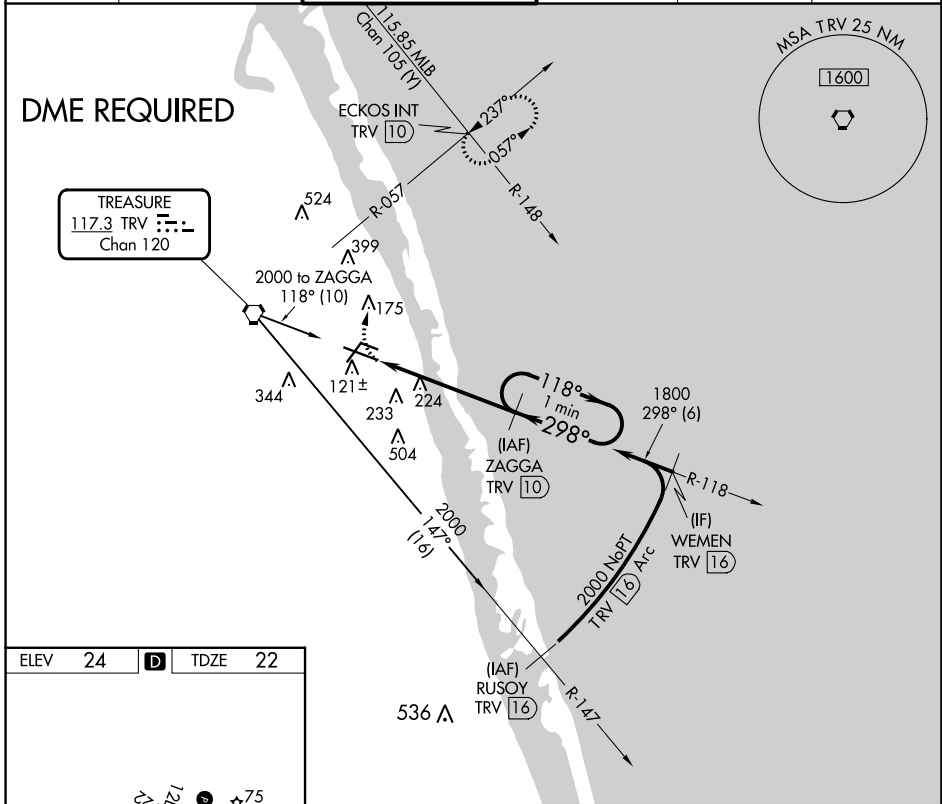 MSA TRV 25 NM
1600
115.85 MLB
Chan 105 (Y)
DME REQUIRED
ECKOS INT
TRV 10
237°
057°
R-057
R-148
TREASURE
117.3 TRV
Chan 120
524
399
2000 to ZAGGA
118° (10)
175
344
121±
233
224
504
118°
1 min
298°
1800
298° (6)
(IAF)
ZAGGA
TRV 10
R-118
(IF)
WEMEN
TRV 16
2000
147°
(16)
2000 NoPT
TRV 16 Arc
(IAF)
RUSOY
TRV 16
R-147
536
ELEV 24 D TDZE 22
P
75